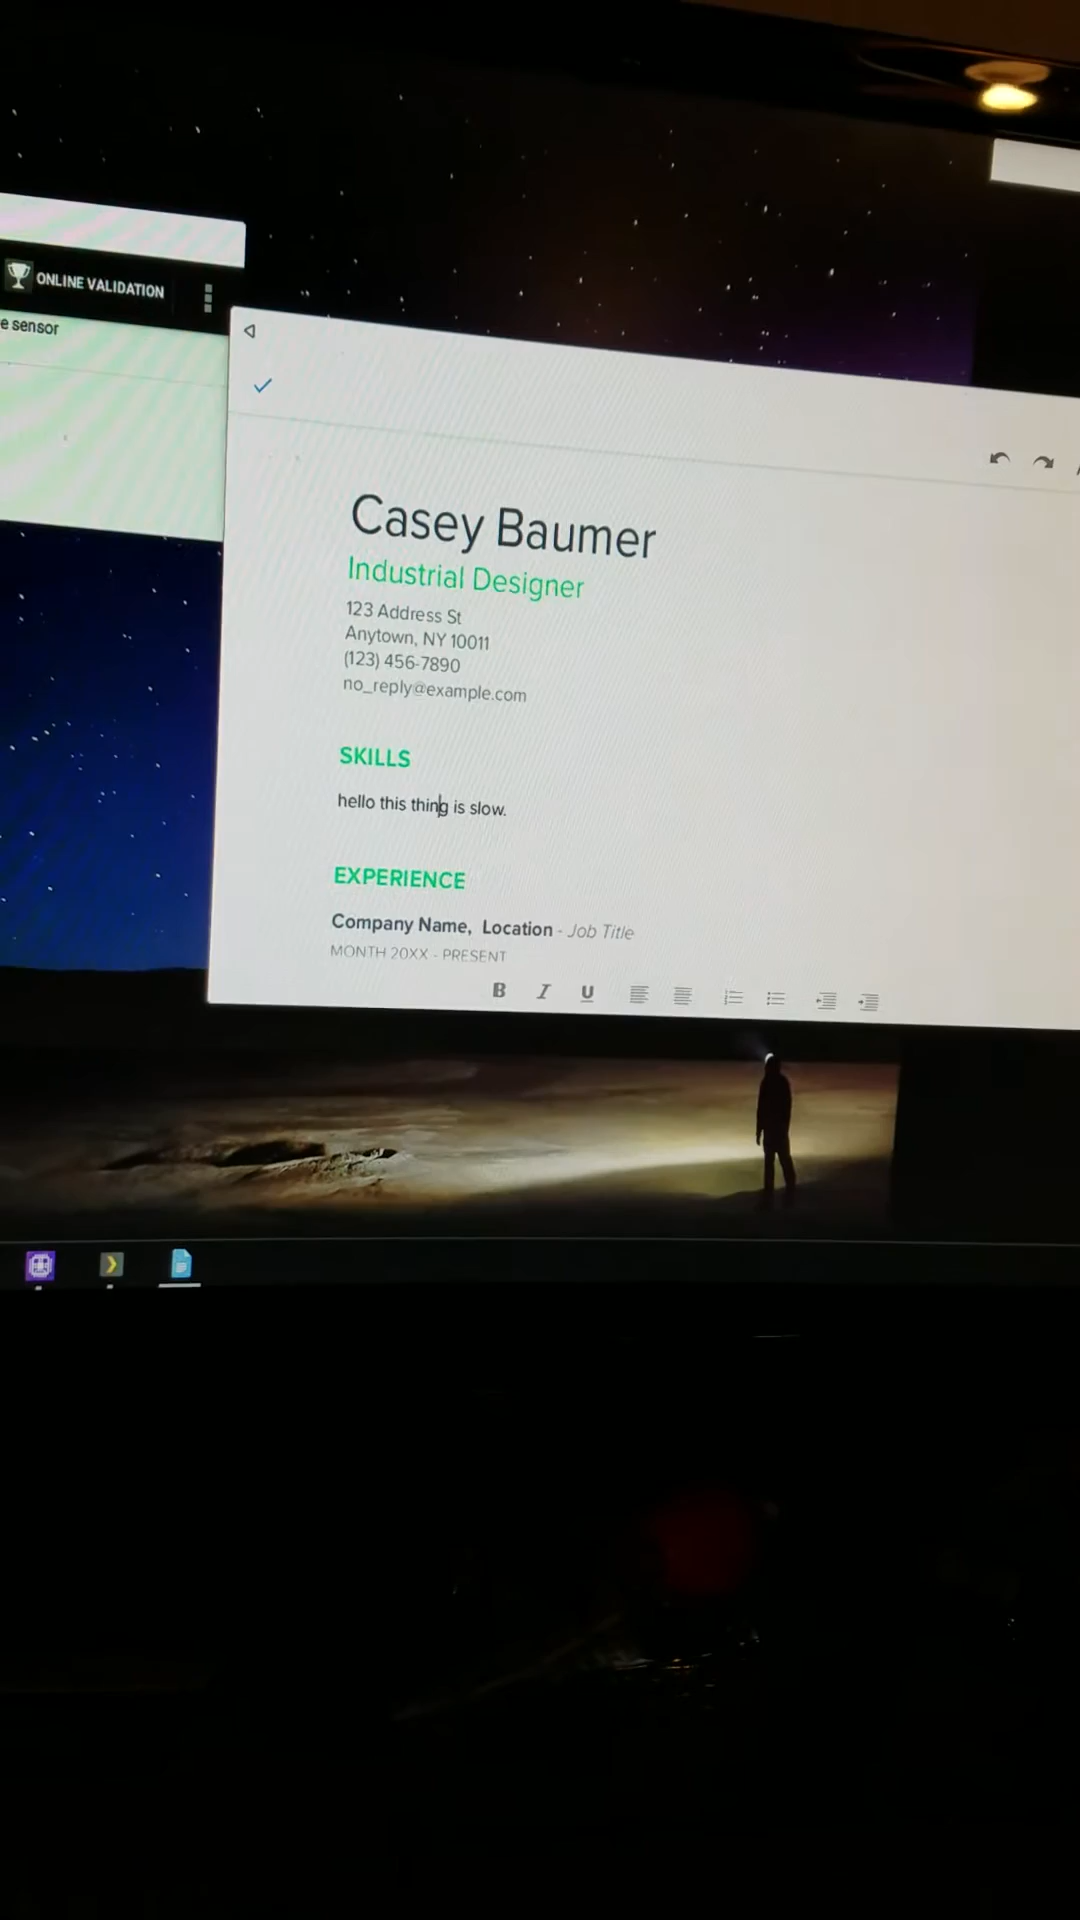 ONLINE VALIDATION
e sensor
Casey Baumer
Industrial Designer
123 Address St
Anytown, NY 10011
(123) 456-7890
no_reply@example.com
SKILLS
hello this thing is slow.
EXPERIENCE
Company Name, Location - Job Title
MONTH 20XX - PRESENT
B I U